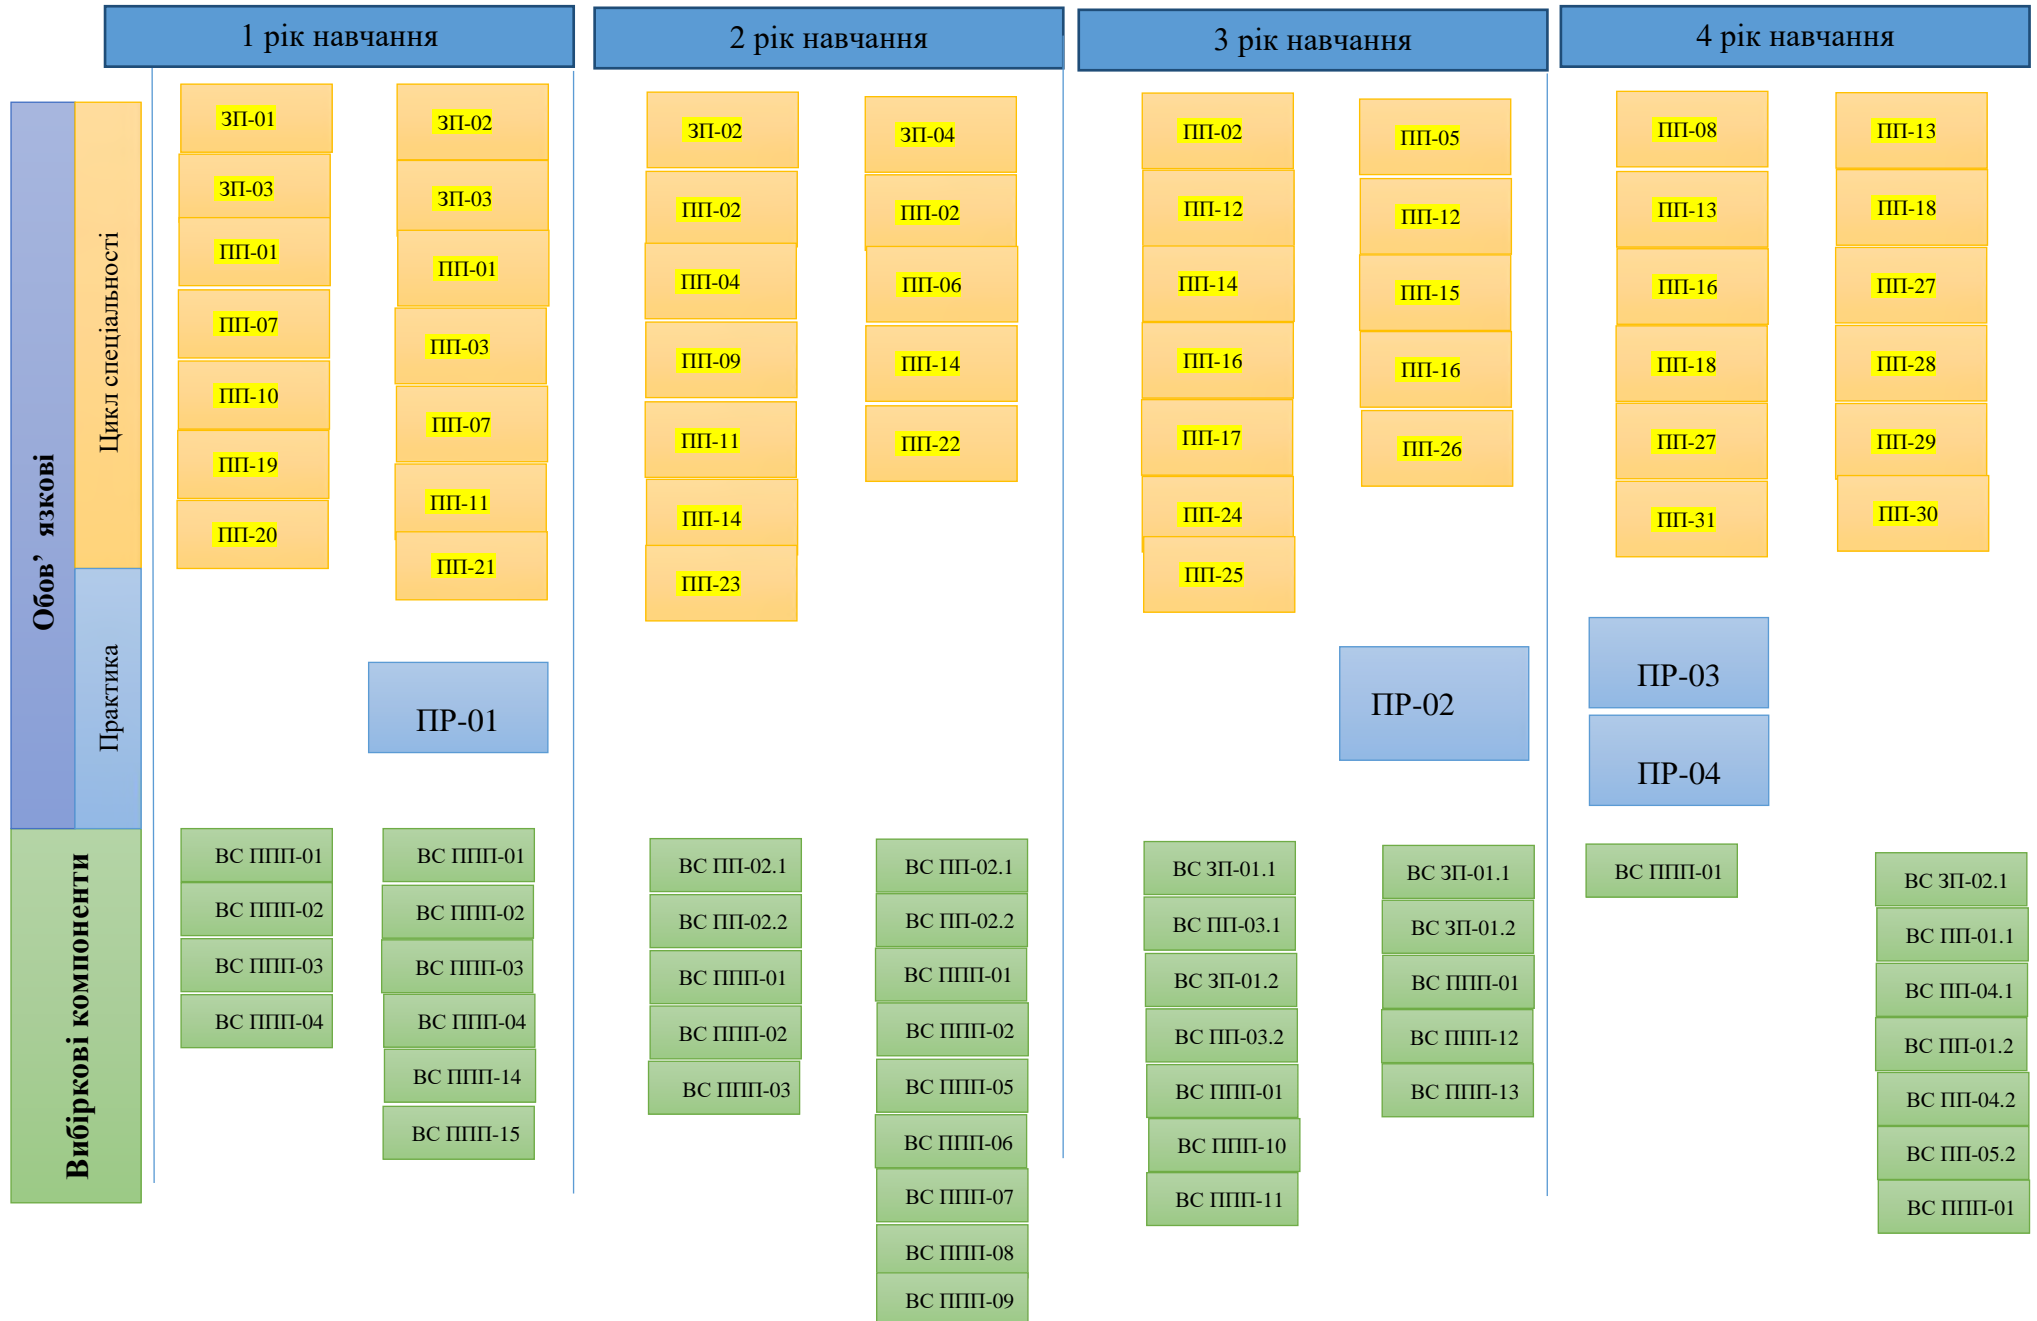 1 рік навчання
2 рік навчання
3 рік навчання
4 рік навчання
Обов’ язкові
Цикл спеціальності
Практика
Вибіркові компоненти
ЗП-01
ЗП-03
ПП-01
ПП-07
ПП-10
ПП-19
ПП-20
ЗП-02
ЗП-03
ПП-01
ПП-03
ПП-07
ПП-11
ПП-21
ЗП-02
ПП-02
ПП-04
ПП-09
ПП-11
ПП-14
ПП-23
ЗП-04
ПП-02
ПП-06
ПП-14
ПП-22
ПП-02
ПП-12
ПП-14
ПП-16
ПП-17
ПП-24
ПП-25
ПП-05
ПП-12
ПП-15
ПП-16
ПП-26
ПП-08
ПП-13
ПП-16
ПП-18
ПП-27
ПП-31
ПП-13
ПП-18
ПП-27
ПП-28
ПП-29
ПП-30
ПР-01
ПР-02
ПР-03
ПР-04
ВС ППП-01
ВС ППП-02
ВС ППП-03
ВС ППП-04
ВС ППП-01
ВС ППП-02
ВС ППП-03
ВС ППП-04
ВС ППП-14
ВС ППП-15
ВС ПП-02.1
ВС ПП-02.2
ВС ППП-01
ВС ППП-02
ВС ППП-03
ВС ПП-02.1
ВС ПП-02.2
ВС ППП-01
ВС ППП-02
ВС ППП-05
ВС ППП-06
ВС ППП-07
ВС ППП-08
ВС ППП-09
ВС ЗП-01.1
ВС ПП-03.1
ВС ЗП-01.2
ВС ПП-03.2
ВС ППП-01
ВС ППП-10
ВС ППП-11
ВС ЗП-01.1
ВС ЗП-01.2
ВС ППП-01
ВС ППП-12
ВС ППП-13
ВС ППП-01
ВС ЗП-02.1
ВС ПП-01.1
ВС ПП-04.1
ВС ПП-01.2
ВС ПП-04.2
ВС ПП-05.2
ВС ППП-01